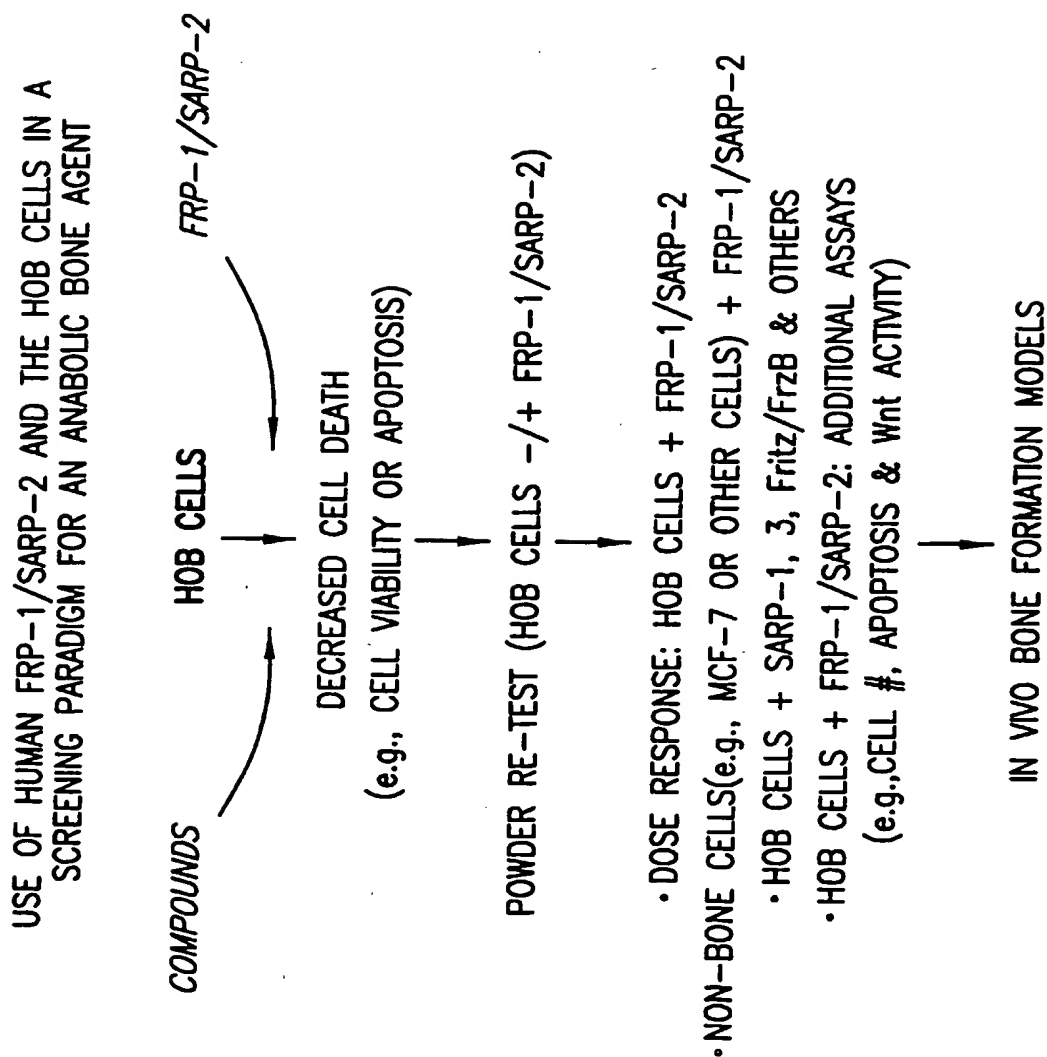 USE OF HUMAN FRP-1/SARP-2 AND THE HOB CELLS IN A
SCREENING PARADIGM FOR AN ANABOLIC BONE AGENT
COMPOUNDS
HOB CELLS
FRP-1/SARP-2
DECREASED CELL DEATH
(e.g., CELL VIABILITY OR APOPTOSIS)
POWDER RE-TEST (HOB CELLS -/+ FRP-1/SARP-2)
• DOSE RESPONSE: HOB CELLS + FRP-1/SARP-2
•NON-BONE CELLS(e.g., MCF-7 OR OTHER CELLS) + FRP-1/SARP-2
• HOB CELLS + SARP-1, 3, Fritz/FrzB & OTHERS
•HOB CELLS + FRP-1/SARP-2: ADDITIONAL ASSAYS
(e.g.,CELL #, APOPTOSIS & Wnt ACTIVITY)
IN VIVO BONE FORMATION MODELS